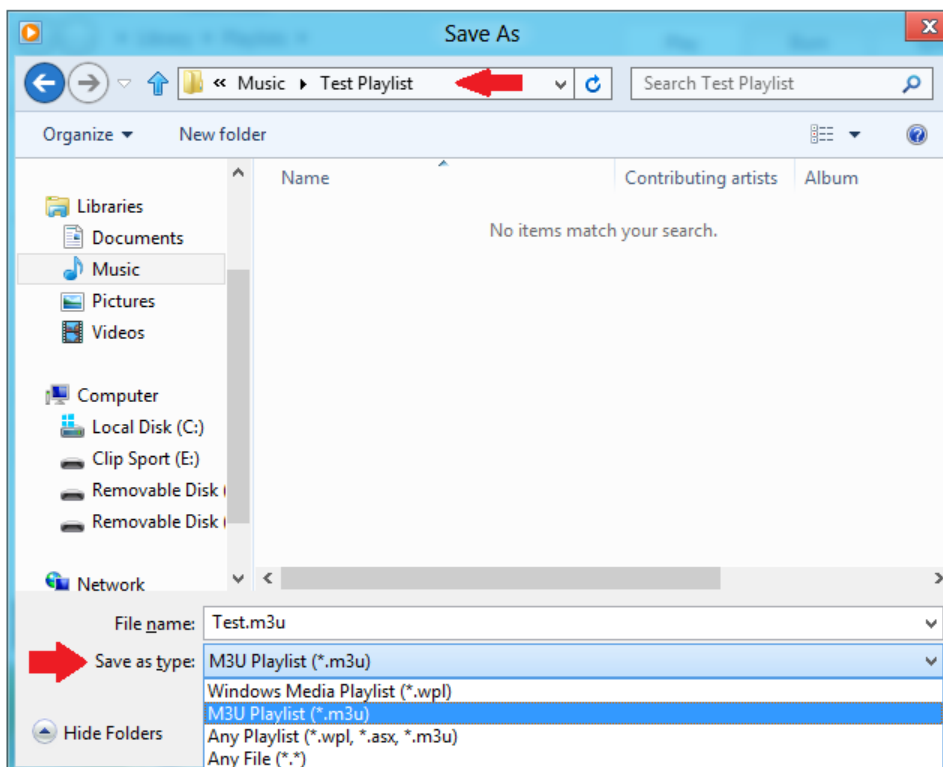 Save As
« Music ▸ Test Playlist
Search Test Playlist
Organize
New folder
Name
Contributing artists
Album
No items match your search.
Libraries
Documents
Music
Pictures
Videos
Computer
Local Disk (C:)
Clip Sport (E:)
Removable Disk (
Removable Disk (
Network
File name: Test.m3u
Save as type: M3U Playlist (*.m3u)
Windows Media Playlist (*.wpl)
M3U Playlist (*.m3u)
Any Playlist (*.wpl, *.asx, *.m3u)
Any File (*.*)
Hide Folders